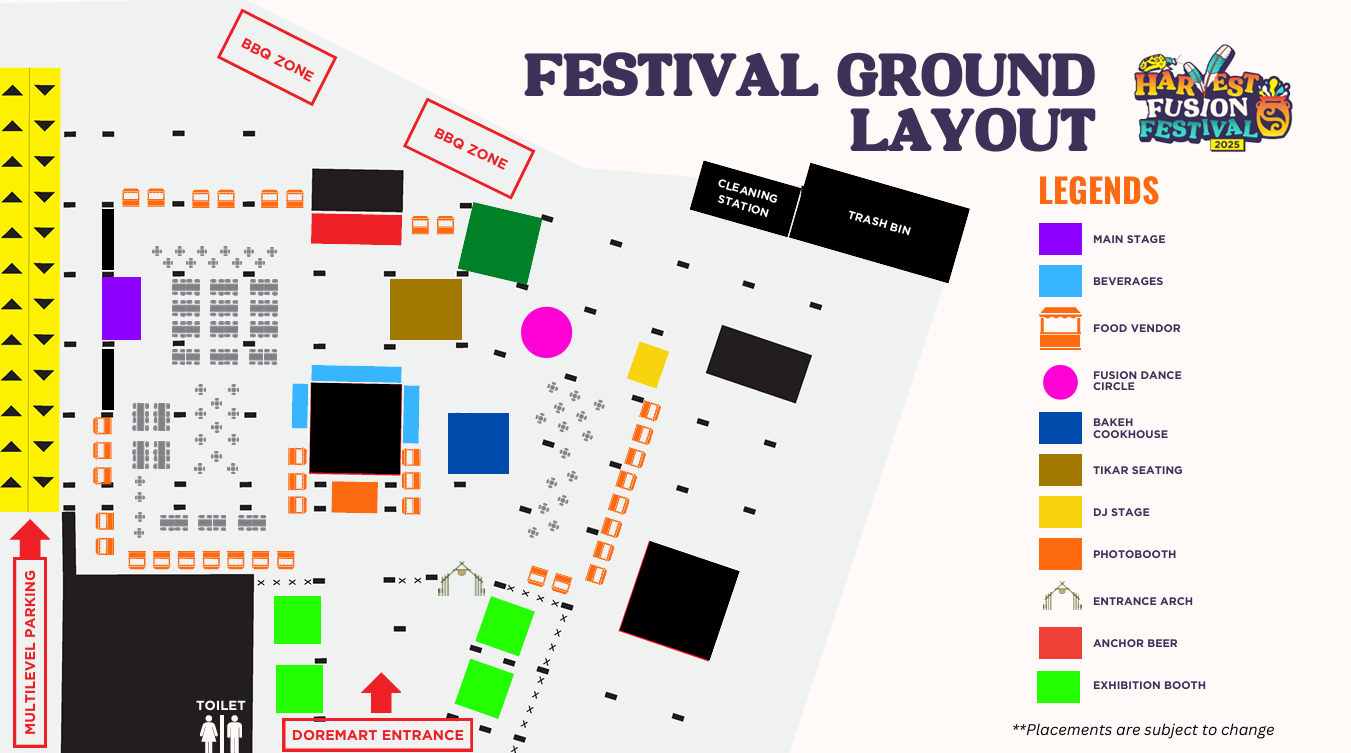 FESTIVAL GROUND
LAYOUT
HARVEST
FUSION
FESTIVAL
2025
BBQ ZONE
BBQ ZONE
CLEANING
STATION
TRASH BIN
LEGENDS
MAIN STAGE
BEVERAGES
FOOD VENDOR
FUSION DANCE
CIRCLE
BAKEH
COOKHOUSE
TIKAR SEATING
DJ STAGE
PHOTOBOOTH
ENTRANCE ARCH
ANCHOR BEER
EXHIBITION BOOTH
**Placements are subject to change
MULTILEVEL PARKING
TOILET
DOREMART ENTRANCE
x x x x
x x x
x x x x
x
x
x
x
x
x
x
x
x
x